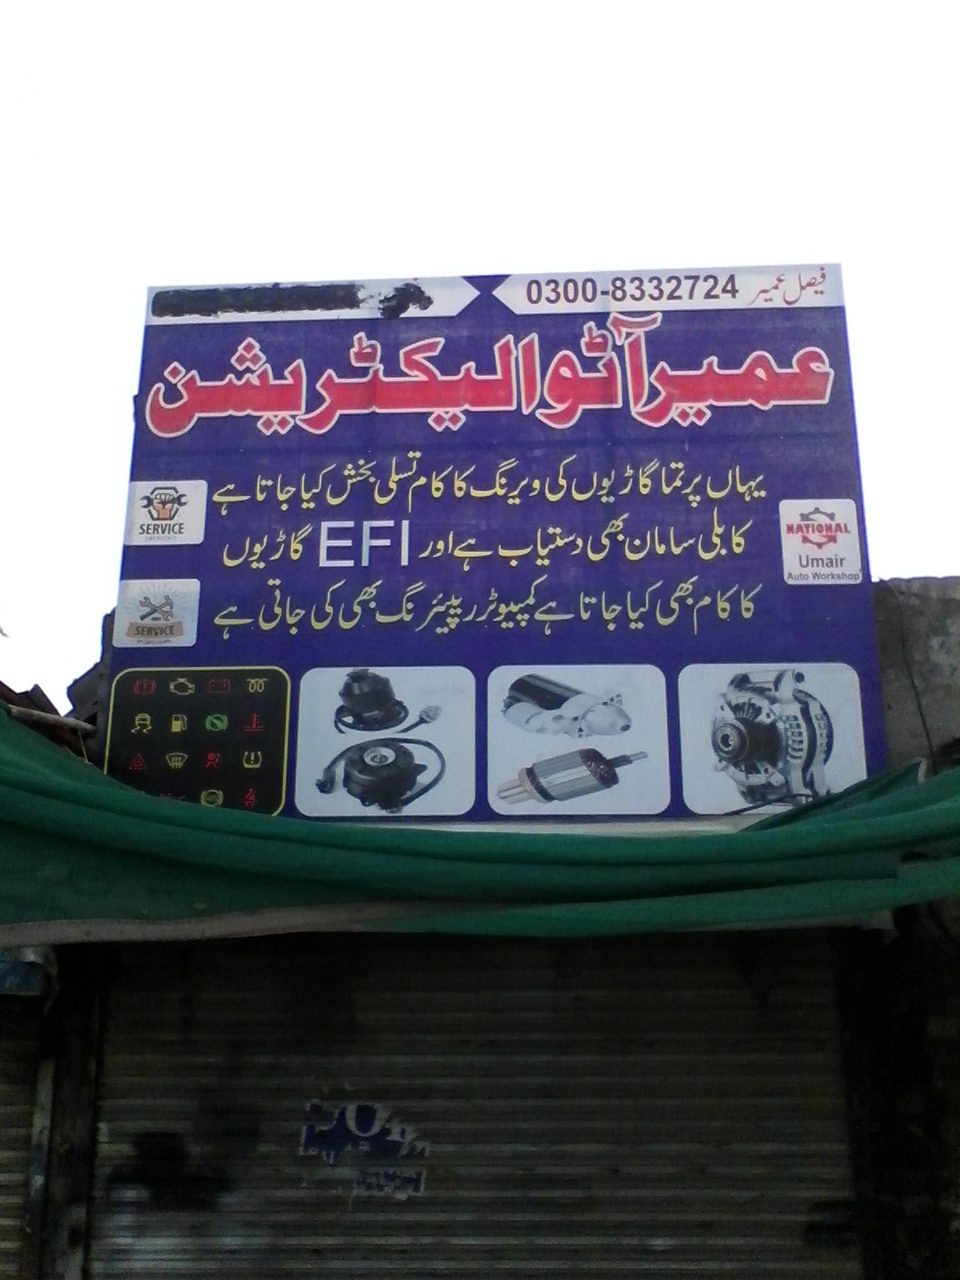 فیصل عمیر 0300-8332724
عمیر آٹو الیکٹریشن
یہاں پر تما گاڑیوں کی ویرنگ کا کام تسلی بخش کیا جاتا ہے
کابلی سامان بھی دستیاب ہے اور EFI گاڑیوں
کا کام بھی کیا جاتا ہے کمپیوٹر ریپئرنگ بھی کی جاتی ہے
SERVICE
NATIONAL
Umair
Auto Workshop
SERVICE